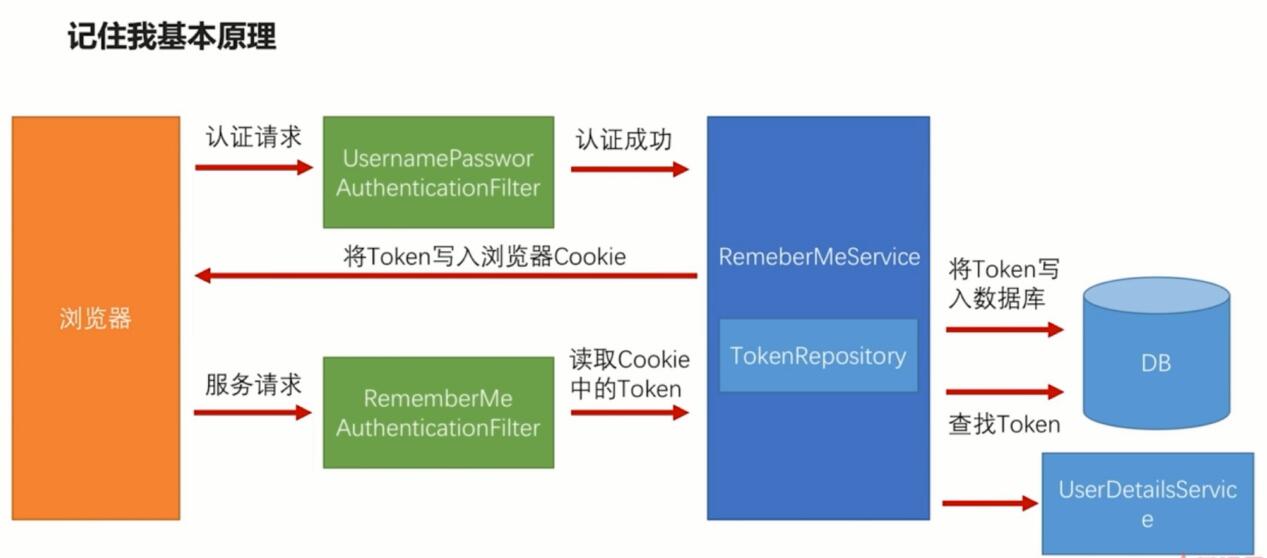 记住我基本原理
认证请求
UsernamePasswor
AuthenticationFilter
认证成功
将Token写入浏览器Cookie
RemeberMeService
将Token写
入数据库
浏览器
TokenRepository
DB
服务请求
RememberMe
AuthenticationFilter
读取Cookie
中的Token
查找Token
UserDetailsServic
e